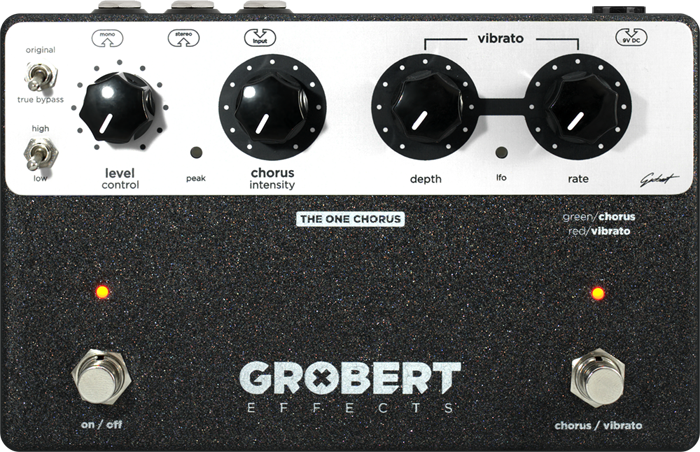 original
true bypass
high
low
mono
stereo
input
vibrato
9V DC
level
control
peak
chorus
intensity
depth
lfo
rate
Grobert
THE ONE CHORUS
green/chorus
red/vibrato
GROBERT
EFFECTS
on / off
chorus / vibrato